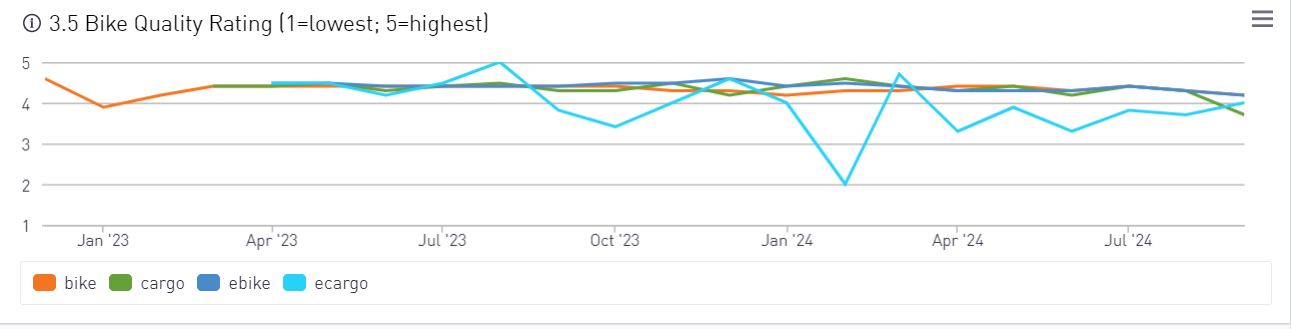 3.5 Bike Quality Rating (1=lowest; 5=highest)
5
4
3
2
1
Jan '23 Apr '23 Jul '23 Oct '23 Jan '24 Apr '24 Jul '24
bike cargo ebike ecargo